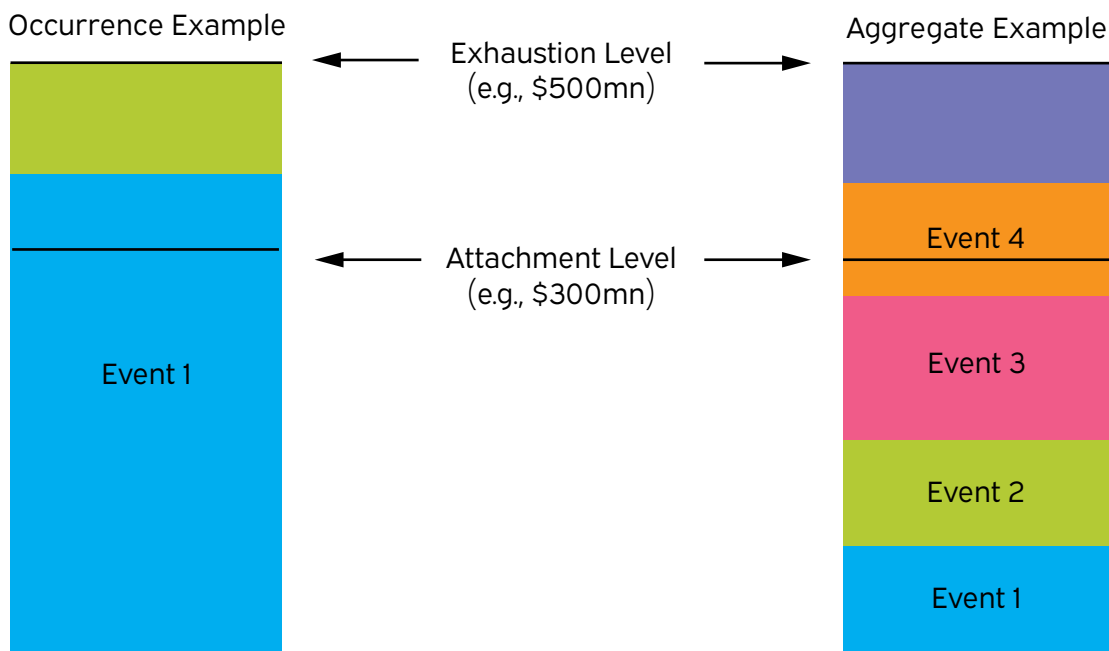 Occurrence Example
Exhaustion Level
(e.g., $500mn)
Aggregate Example
Attachment Level
(e.g., $300mn)
Event 1
Event 4
Event 3
Event 2
Event 1